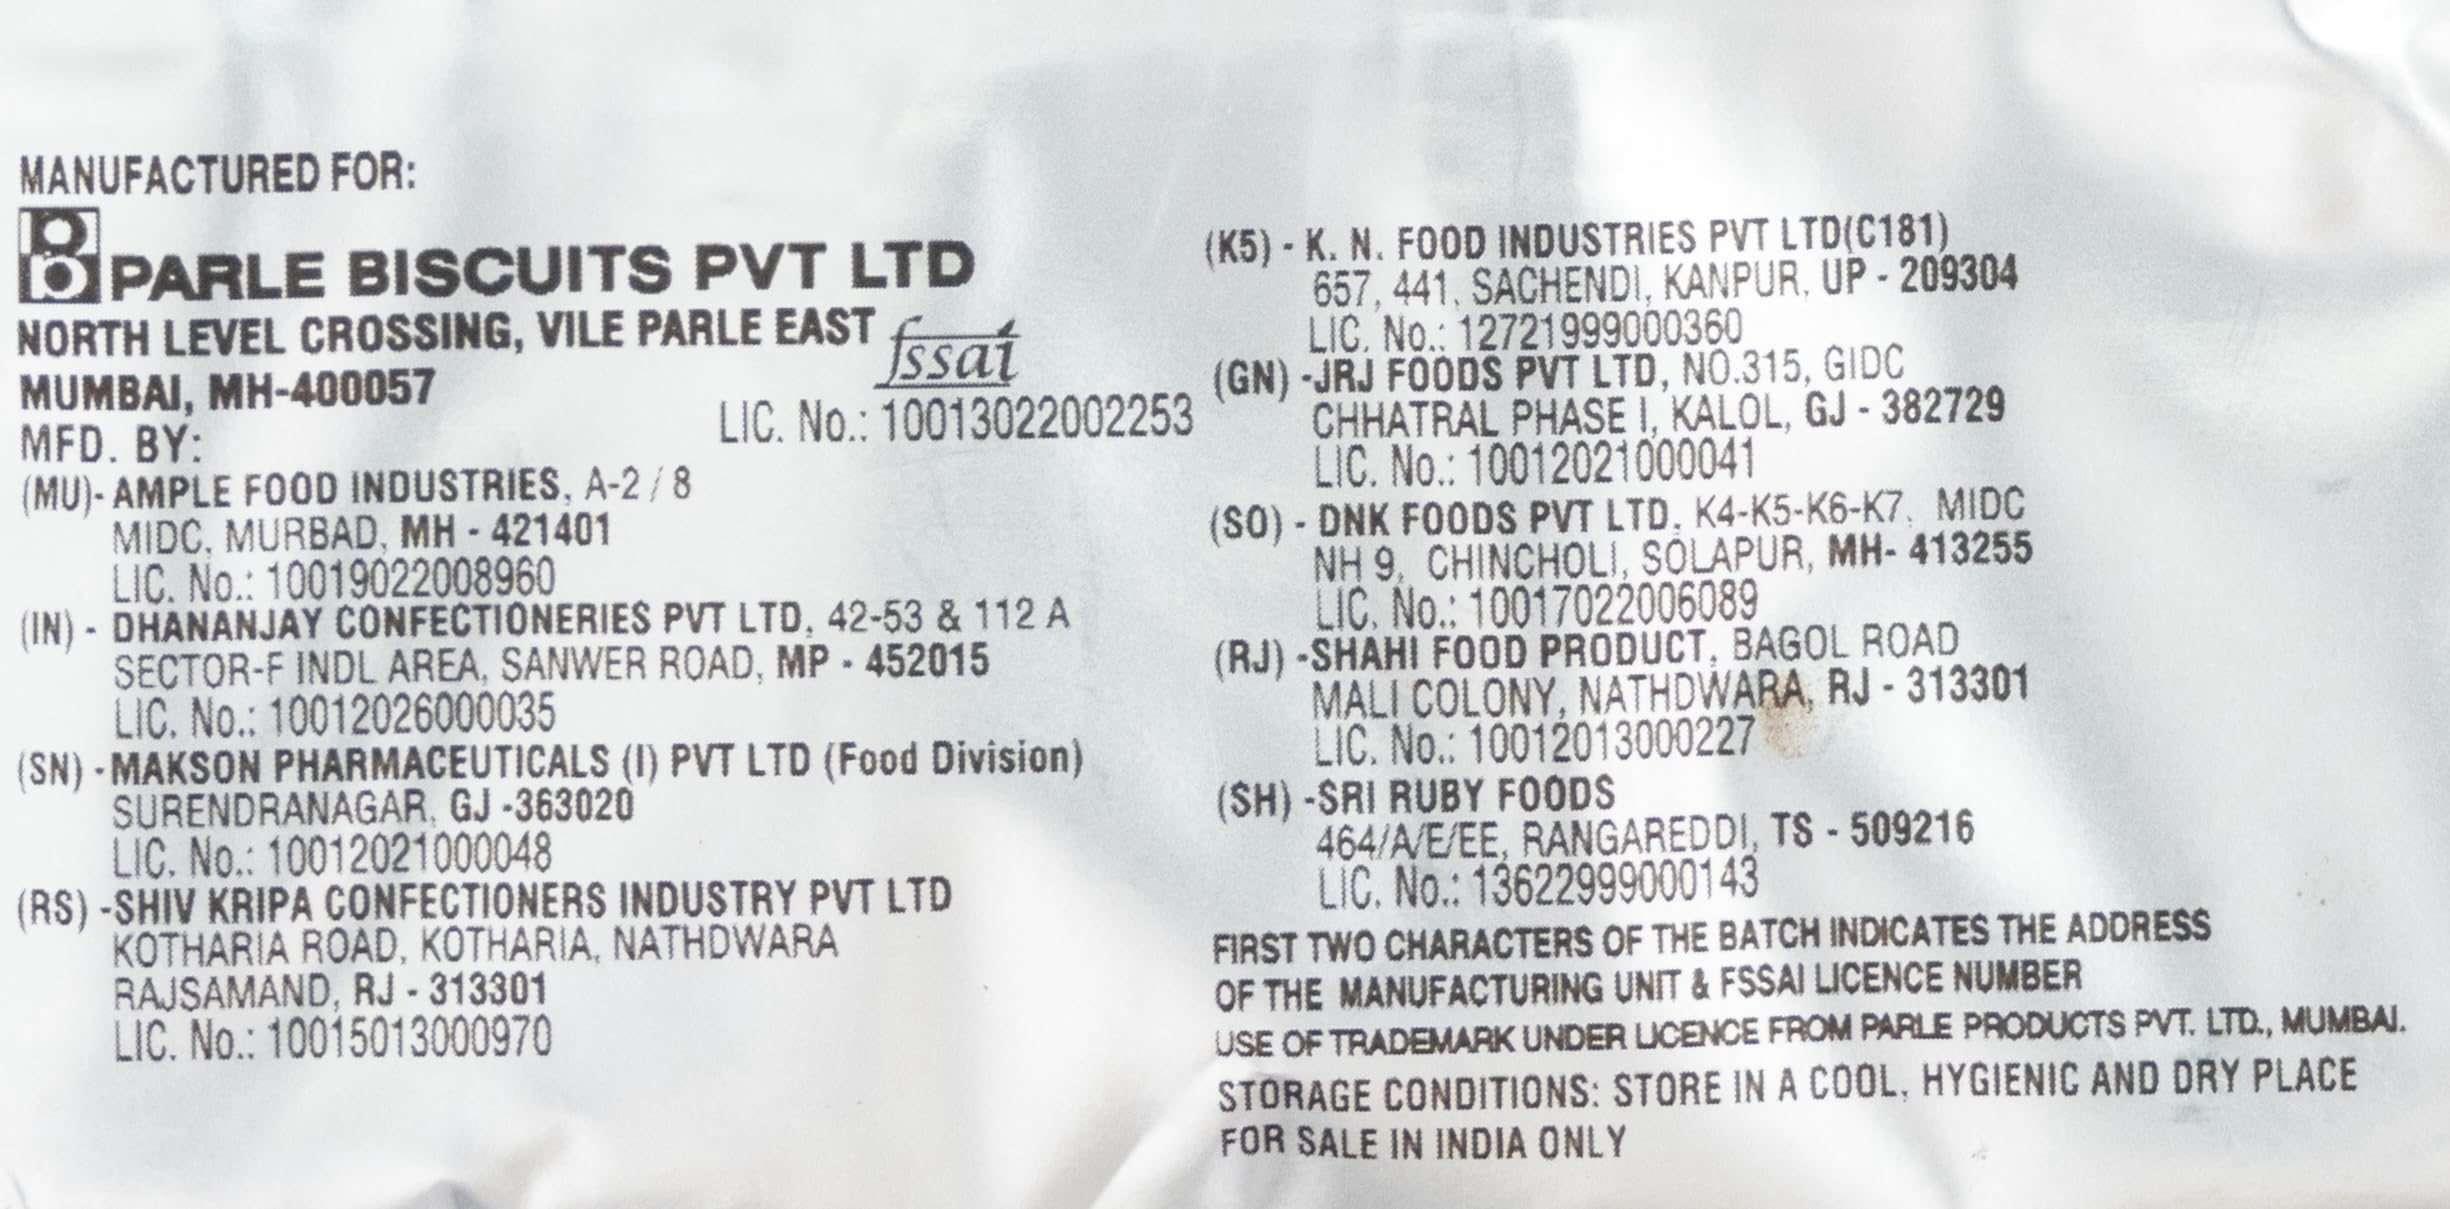 MANUFACTURED FOR:
PARLE BISCUITS PVT LTD
NORTH LEVEL CROSSING, VILE PARLE EAST
MUMBAI, MH-400057
fssai
LIC. No.: 10013022002253
MFD. BY:
(MU)- AMPLE FOOD INDUSTRIES, A-2 / 8
MIDC, MURBAD, MH - 421401
LIC. No.: 10019022008960
(IN) - DHANANJAY CONFECTIONERIES PVT LTD, 42-53 & 112 A
SECTOR-F INDL AREA, SANWER ROAD, MP - 452015
LIC. No.: 10012026000035
(SN) - MAKSON PHARMACEUTICALS (I) PVT LTD (Food Division)
SURENDRANAGAR, GJ -363020
LIC. No.: 10012021000048
(RS) -SHIV KRIPA CONFECTIONERS INDUSTRY PVT LTD
KOTHARIA ROAD, KOTHARIA, NATHDWARA
RAJSAMAND, RJ - 313301
LIC. No.: 10015013000970
(K5) - K. N. FOOD INDUSTRIES PVT LTD(C181)
657, 441, SACHENDI, KANPUR, UP - 209304
LIC. No.: 12721999000360
(GN) -JRJ FOODS PVT LTD, NO.315, GIDC
CHHATRAL PHASE I, KALOL, GJ - 382729
LIC. No.: 10012021000041
(SO) - DNK FOODS PVT LTD, K4-K5-K6-K7, MIDC
NH 9, CHINCHOLI, SOLAPUR, MH- 413255
LIC. No.: 10017022006089
(RJ) -SHAHI FOOD PRODUCT, BAGOL ROAD
MALI COLONY, NATHDWARA, RJ - 313301
LIC. No.: 10012013000227
(SH) -SRI RUBY FOODS
464/A/E/EE, RANGAREDDI, TS - 509216
LIC. No.: 13622999000143
FIRST TWO CHARACTERS OF THE BATCH INDICATES THE ADDRESS
OF THE MANUFACTURING UNIT & FSSAI LICENCE NUMBER
USE OF TRADEMARK UNDER LICENCE FROM PARLE PRODUCTS PVT. LTD., MUMBAI.
STORAGE CONDITIONS: STORE IN A COOL, HYGIENIC AND DRY PLACE
FOR SALE IN INDIA ONLY